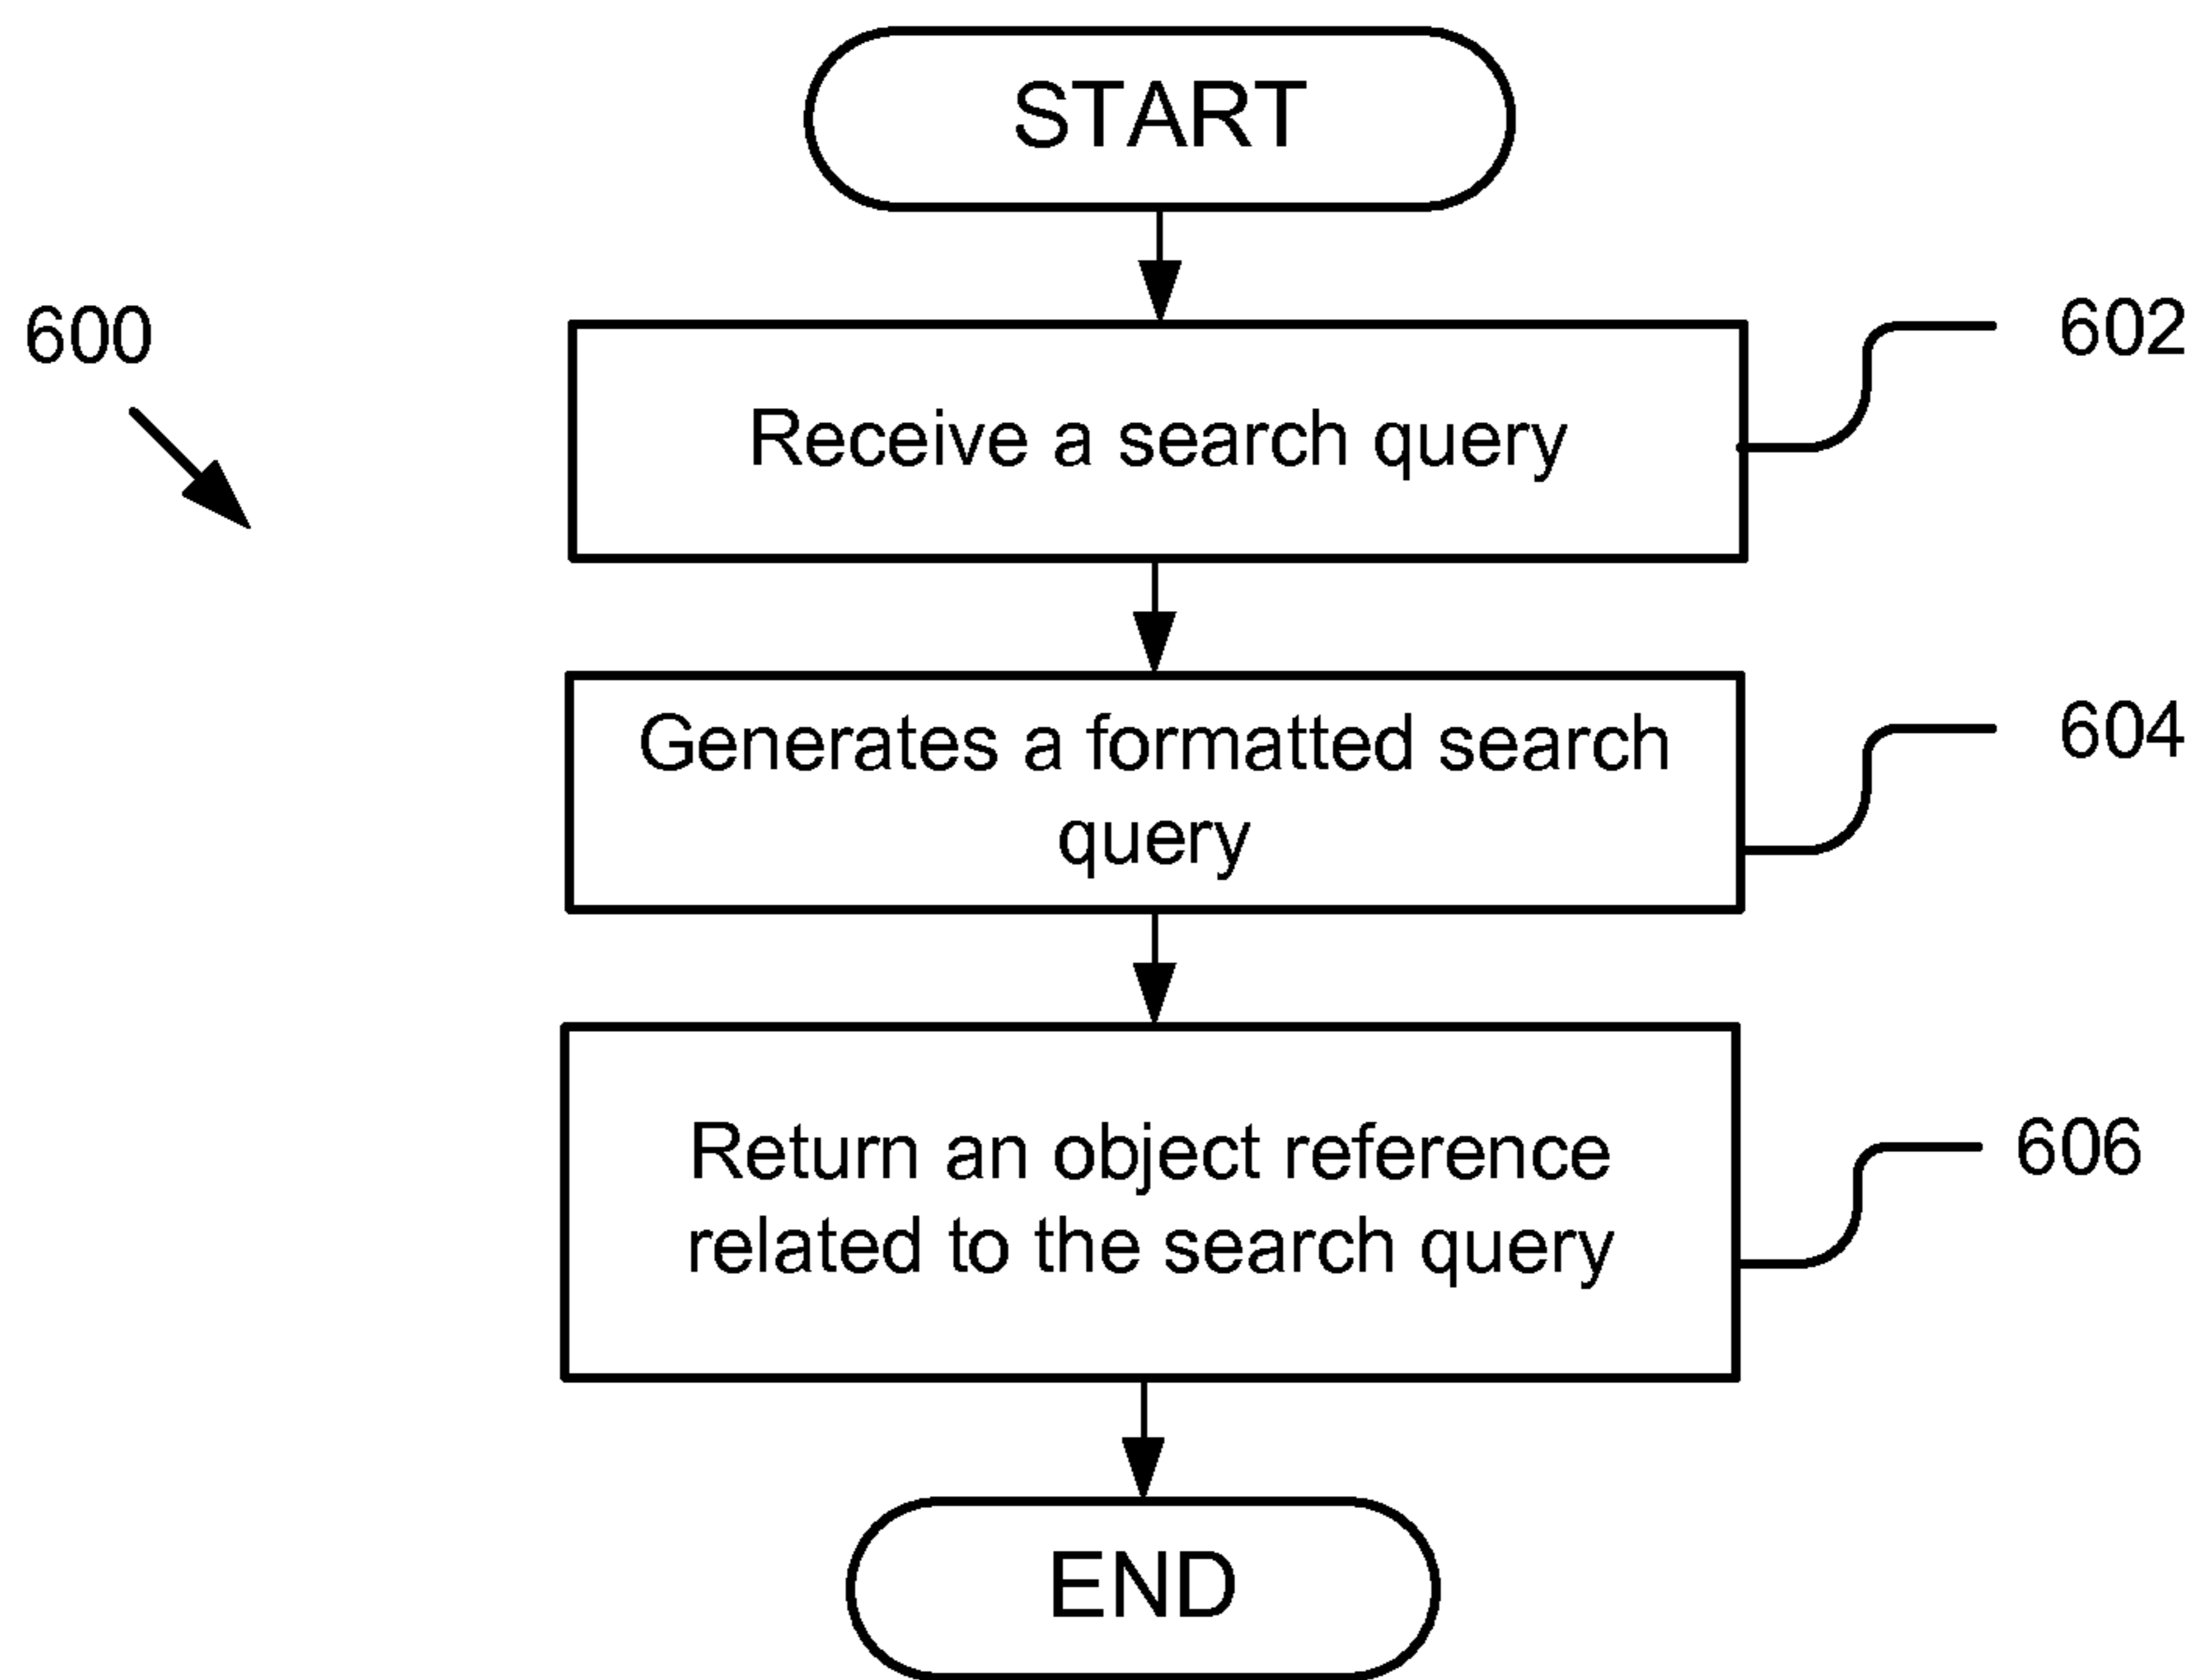 START
600
602
Receive a search query
Generates a formatted search
query
604
Return an object reference
related to the search query
606
END